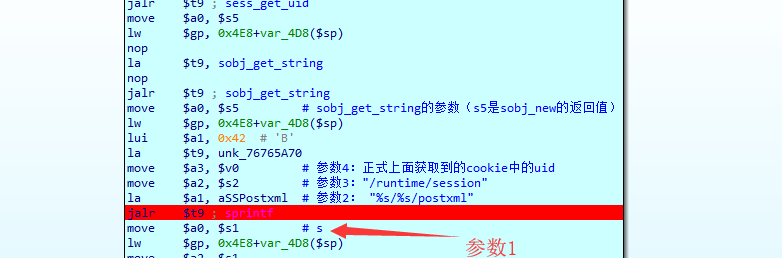 jalr $t9 ; sess_get_uid
move $a0, $s5
lw $gp, 0x4E8+var_4D8($sp)
nop
la $t9, sobj_get_string
nop
jalr $t9 ; sobj_get_string
move $a0, $s5 # sobj_get_string的参数（s5是sobj_new的返回值）
lw $gp, 0x4E8+var_4D8($sp)
lui $a1, 0x42 # 'B'
la $t9, unk_76765A70
move $a3, $v0 # 参数4：正式上面获取到的cookie中的uid
move $a2, $s2 # 参数3："/runtime/session"
la $a1, aSSPostxml # 参数2： "%s/%s/postxml"
jalr $t9 ; sprintf
move $a0, $s1 # s
lw $gp, 0x4E8+var_4D8($sp)
参数1